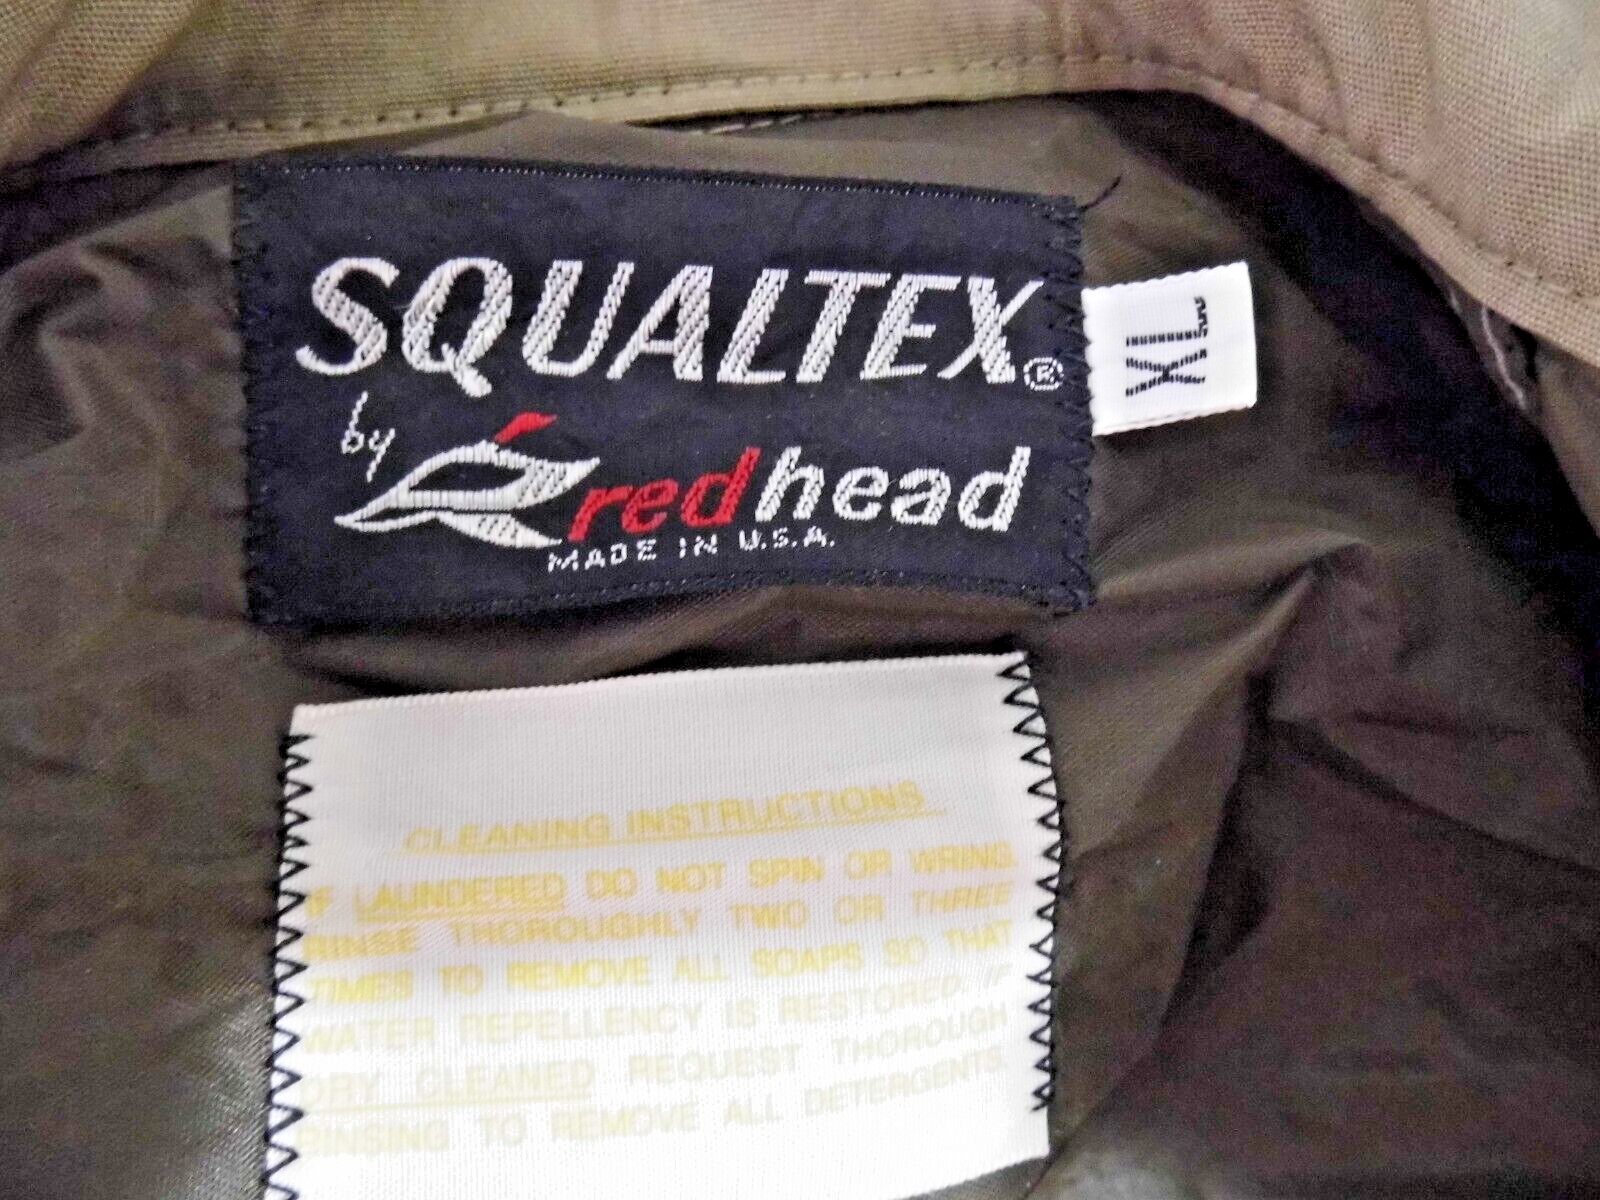 SQUALTEX®
by redhead
MADE IN U.S.A.
XL
CLEANING INSTRUCTIONS
IF LAUNDERED DO NOT SPIN OR WRING.
RINSE THOROUGHLY TWO OR THREE
TIMES TO REMOVE ALL SOAPS SO THAT
WATER REPELLENCY IS RESTORED. IF
DRY CLEANED REQUEST THOROUGH
RINSING TO REMOVE ALL DETERGENTS.